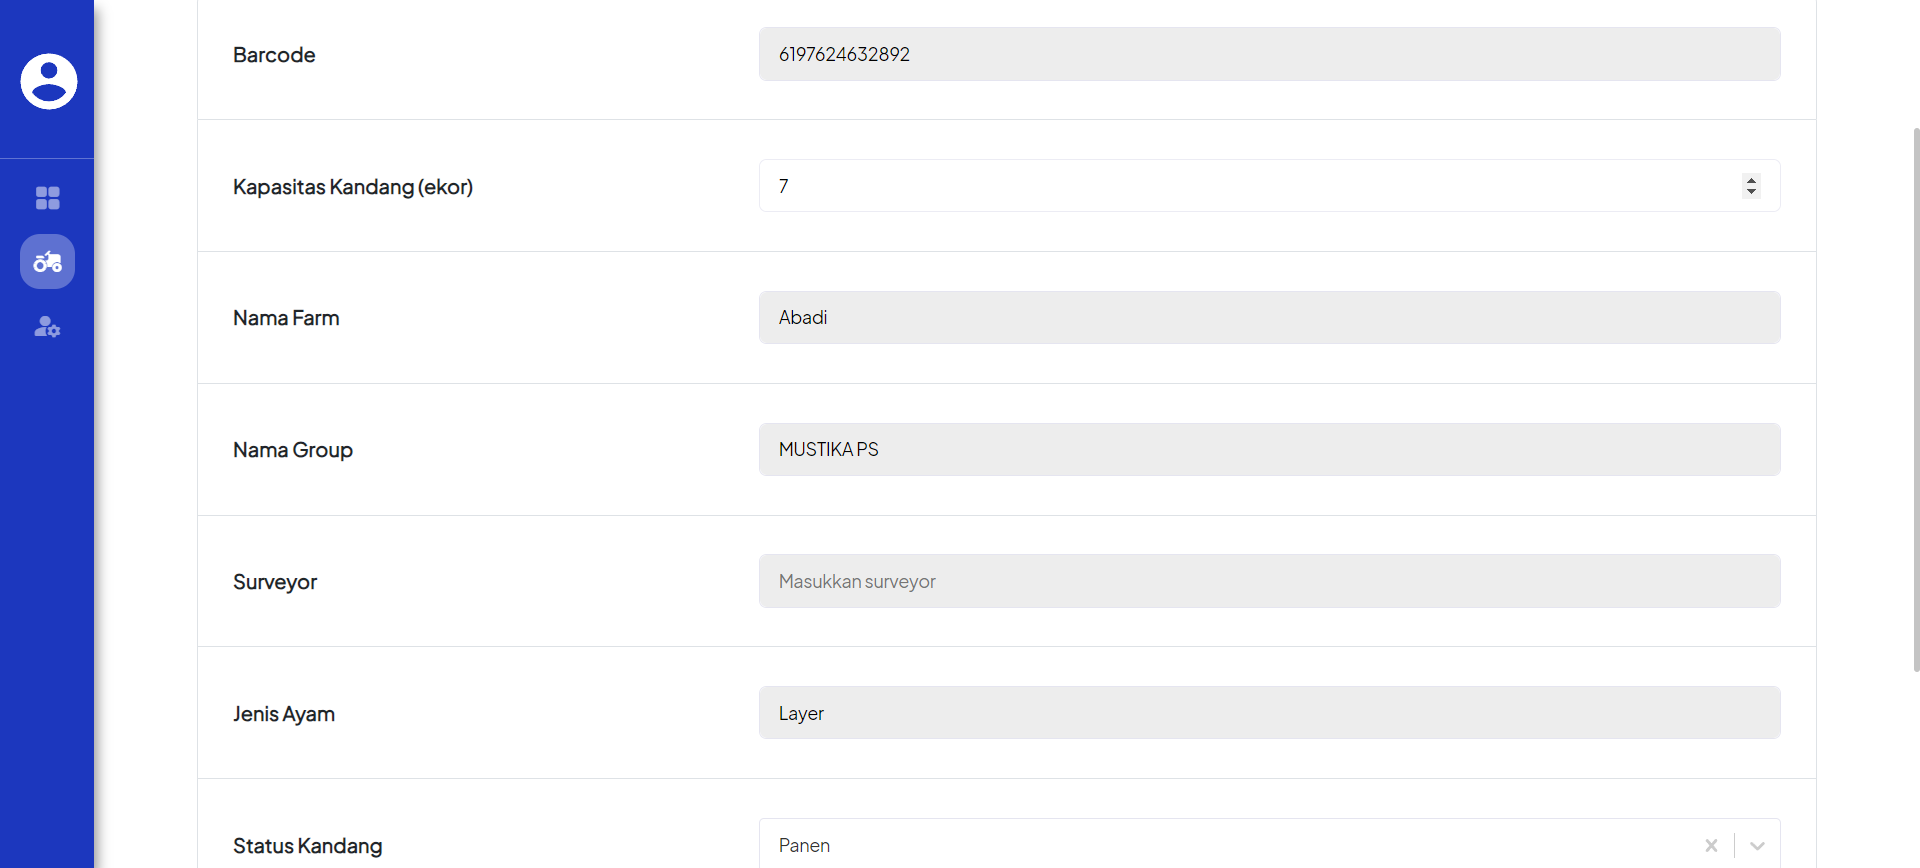 Barcode
6197624632892
Kapasitas Kandang (ekor)
7
Nama Farm
Abadi
Nama Group
MUSTIKA PS
Surveyor
Masukkan surveyor
Jenis Ayam
Layer
Status Kandang
Panen